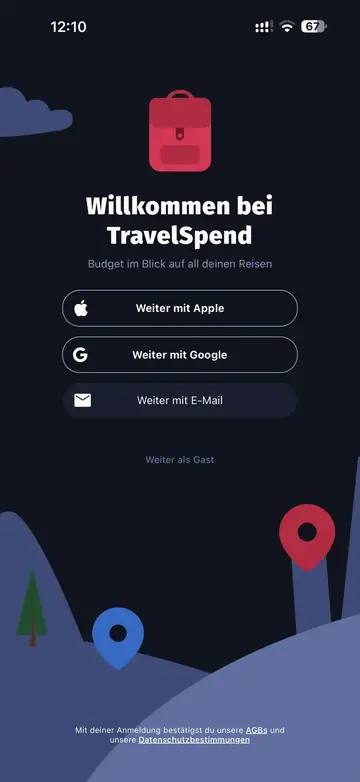 12:10
67
Willkommen bei
TravelSpend
Budget im Blick auf all deinen Reisen
Weiter mit Apple
Weiter mit Google
Weiter mit E-Mail
Weiter als Gast
Mit deiner Anmeldung bestätigst du unsere AGBs und
unsere Datenschutzbestimmungen